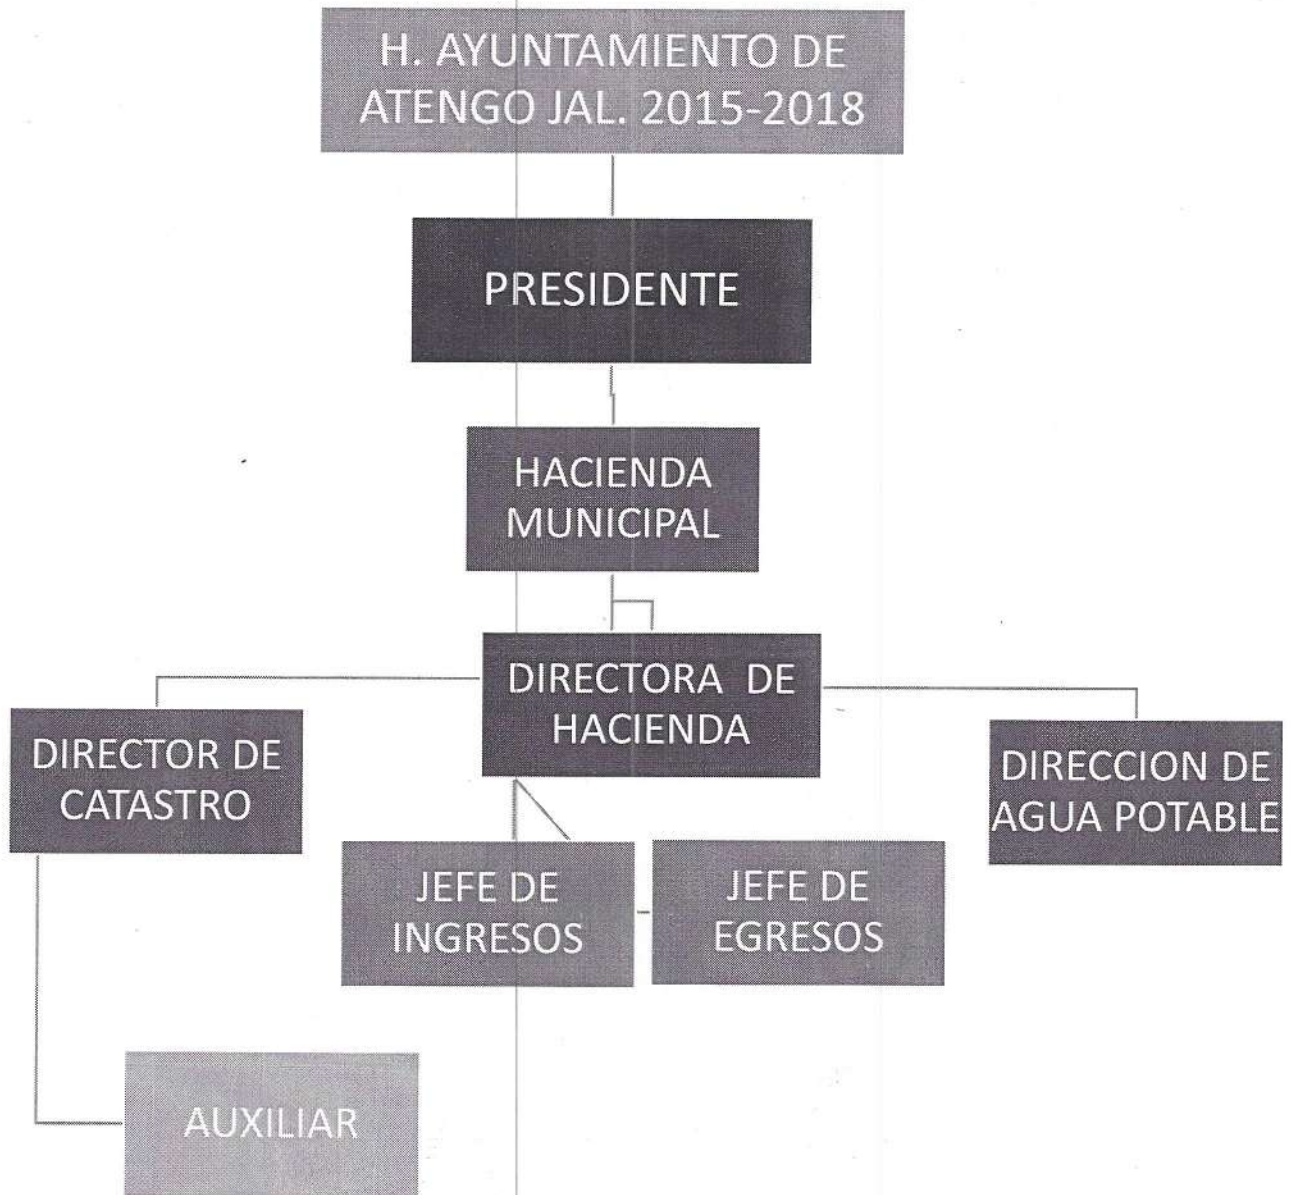 H. AYUNTAMIENTO DE
ATENGO JAL. 2015-2018
PRESIDENTE
HACIENDA
MUNICIPAL
DIRECTORA DE
HACIENDA
DIRECTOR DE
CATASTRO
DIRECCION DE
AGUA POTABLE
JEFE DE
INGRESOS
JEFE DE
EGRESOS
AUXILIAR